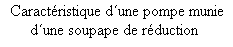 Caractéristique d´une pompe munie
d´une soupape de réduction